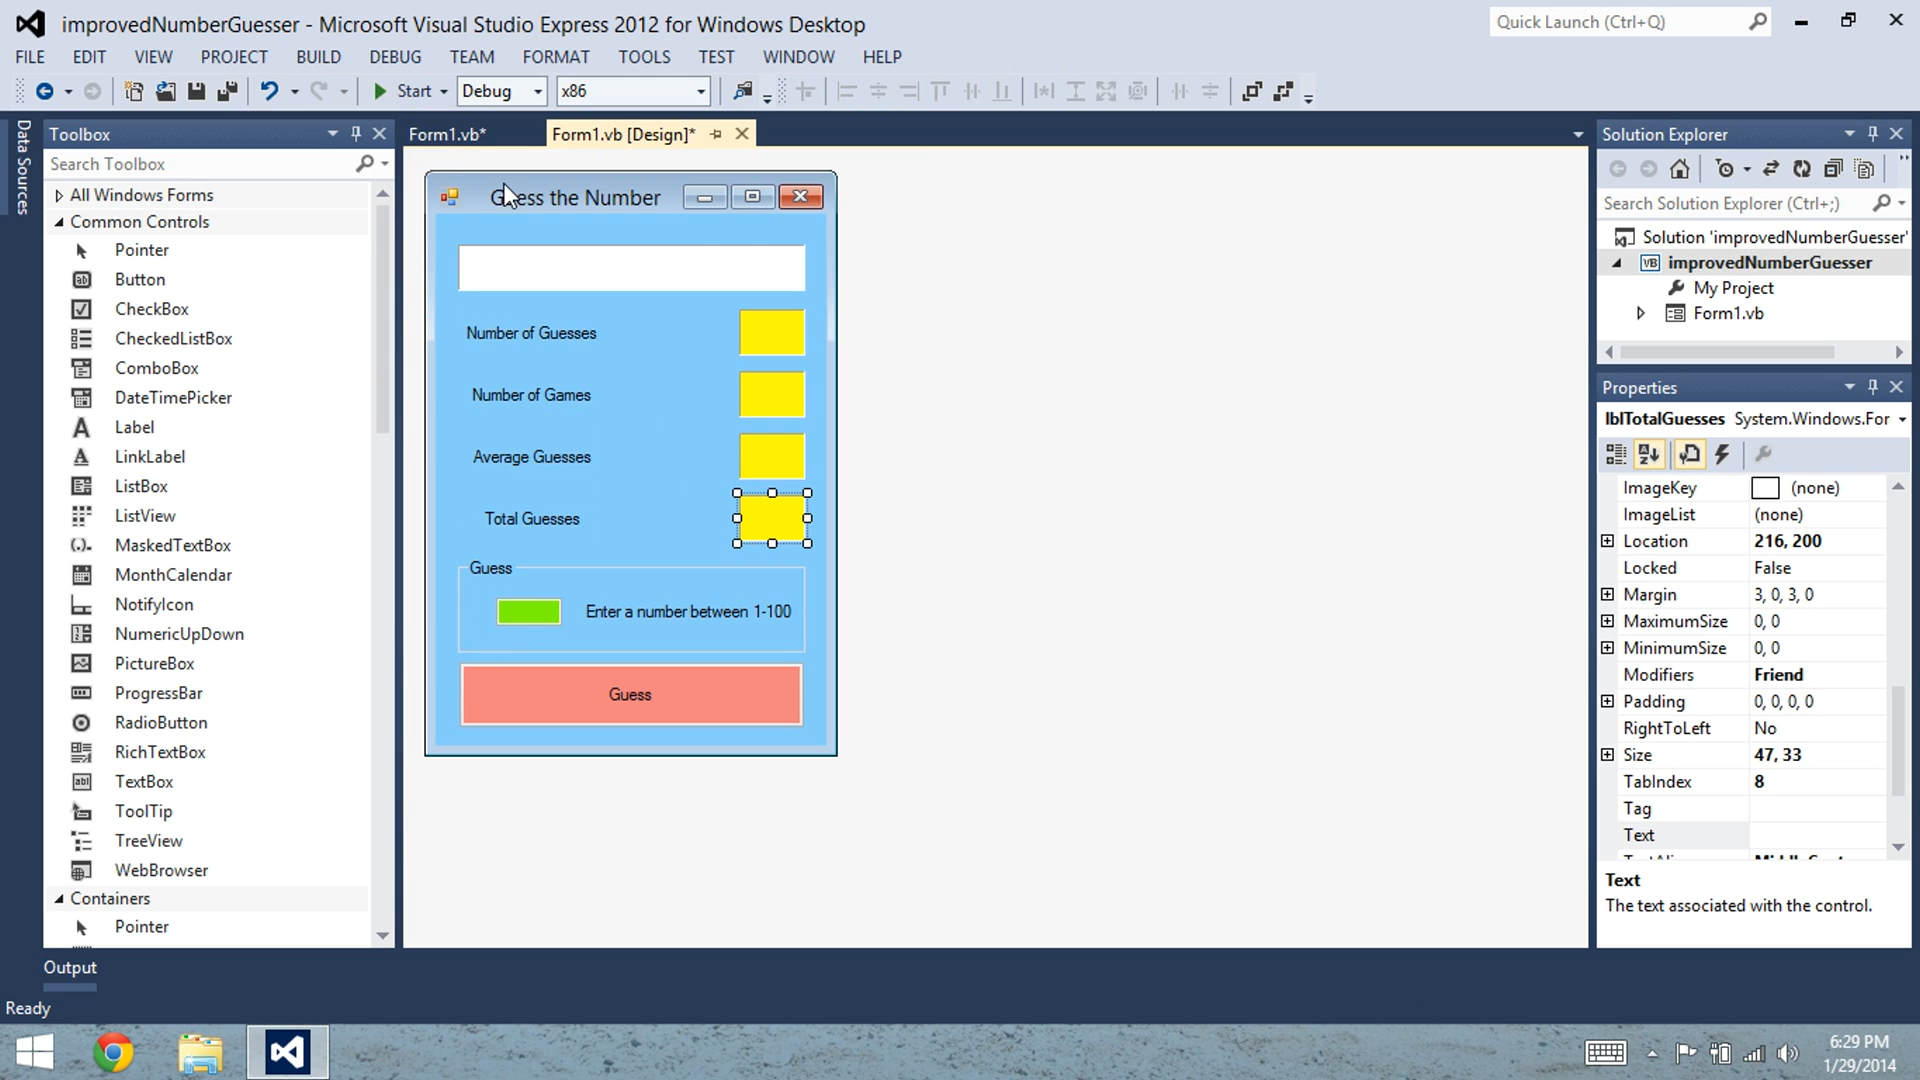 improvedNumberGuesser - Microsoft Visual Studio Express 2012 for Windows Desktop
Quick Launch (Ctrl+Q)
FILE EDIT VIEW PROJECT BUILD DEBUG TEAM FORMAT TOOLS TEST WINDOW HELP
Start Debug x86
Data Sources
Toolbox
Search Toolbox
All Windows Forms
Common Controls
Pointer
Button
CheckBox
CheckedListBox
ComboBox
DateTimePicker
Label
LinkLabel
ListBox
ListView
MaskedTextBox
MonthCalendar
NotifyIcon
NumericUpDown
PictureBox
ProgressBar
RadioButton
RichTextBox
TextBox
ToolTip
TreeView
WebBrowser
Containers
Pointer
Form1.vb*
Form1.vb [Design]*
Guess the Number
Number of Guesses
Number of Games
Average Guesses
Total Guesses
Guess
Enter a number between 1-100
Guess
Solution Explorer
Search Solution Explorer (Ctrl+;)
Solution 'improvedNumberGuesser'
VB improvedNumberGuesser
My Project
Form1.vb
Properties
lblTotalGuesses System.Windows.For
ImageKey (none)
ImageList (none)
Location 216, 200
Locked False
Margin 3, 0, 3, 0
MaximumSize 0, 0
MinimumSize 0, 0
Modifiers Friend
Padding 0, 0, 0, 0
RightToLeft No
Size 47, 33
TabIndex 8
Tag
Text
Text
The text associated with the control.
Output
Ready
6:29 PM
1/29/2014